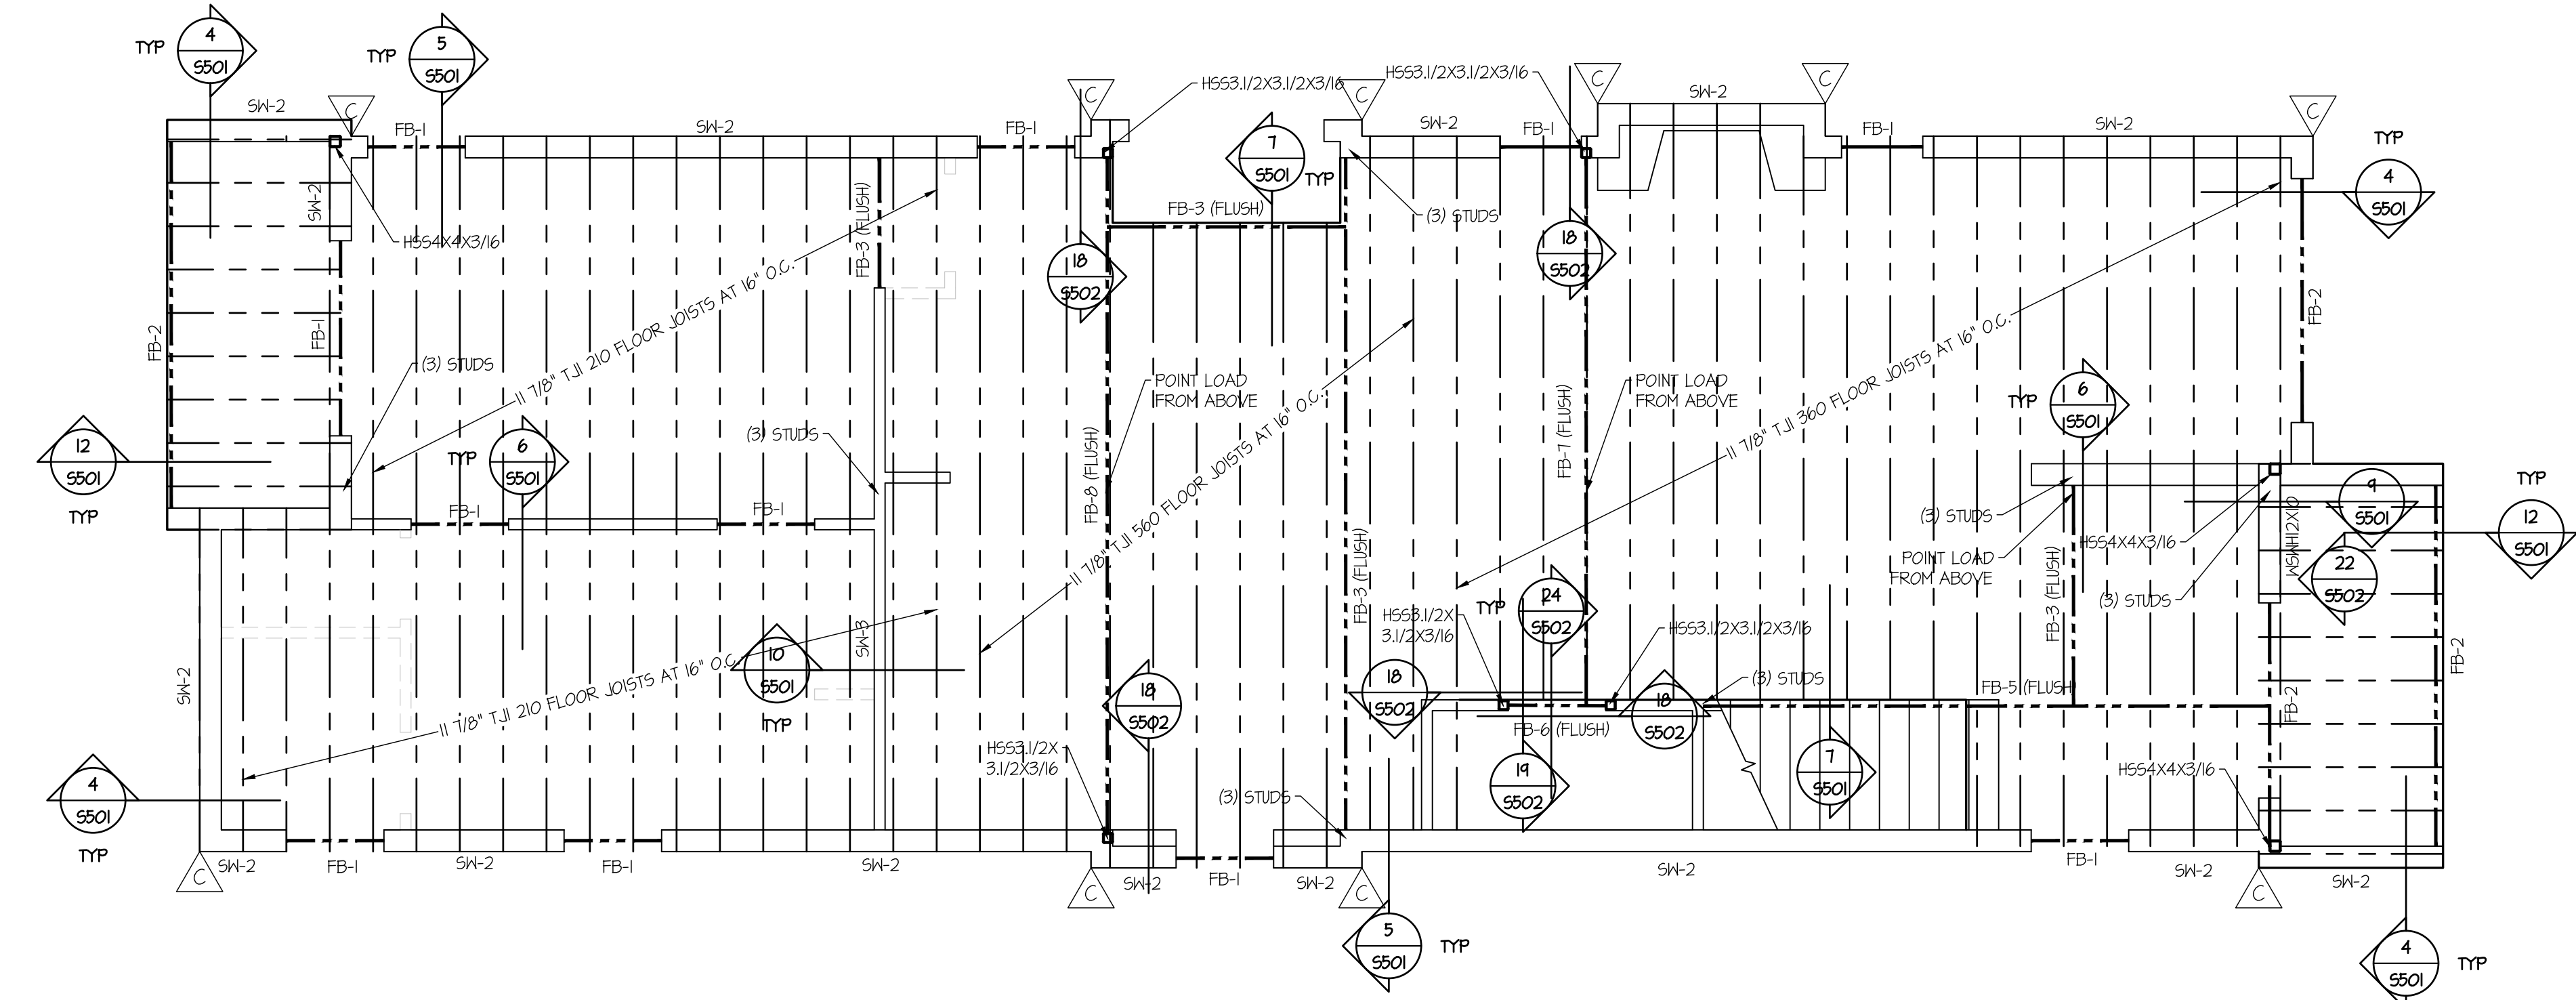 4
S501
TYP
5
S501
TYP
HSS3.1/2X3.1/2X3/16
HSS3.1/2X3.1/2X3/16
C
C
C
C
C
C
SW-2
FB-1
SW-2
FB-1
SW-2
FB-1
SW-2
FB-1
SW-2
7
S501
TYP
TYP
4
S501
SW-2
HSS4X4X3/16
FB-3 (FLUSH)
FB-3 (FLUSH)
(3) STUDS
18
S502
18
S502
FB-2
FB-1
(3) STUDS
11 7/8" TJI 210 FLOOR JOISTS AT 16" O.C.
POINT LOAD
FROM ABOVE
11 7/8" TJI 560 FLOOR JOISTS AT 16" O.C.
POINT LOAD
FROM ABOVE
11 7/8" TJI 360 FLOOR JOISTS AT 16" O.C.
FB-2
6
S501
TYP
12
S501
TYP
6
S501
TYP
(3) STUDS
FB-8 (FLUSH)
FB-7 (FLUSH)
FB-1
FB-1
(3) STUDS
HSS4X4X3/16
WSWH12X10
9
S501
TYP
12
S501
22
S502
POINT LOAD
FROM ABOVE
(3) STUDS
FB-3 (FLUSH)
FB-3 (FLUSH)
HSS3.1/2X
3.1/2X3/16
TYP
24
S502
HSS3.1/2X3.1/2X3/16
SW-3
10
S501
TYP
11 7/8" TJI 210 FLOOR JOISTS AT 16" O.C.
SW-2
18
S502
18
S502
18
S502
(3) STUDS
FB-5 (FLUSH)
FB-6 (FLUSH)
FB-2
FB-2
HSS3.1/2X
3.1/2X3/16
(3) STUDS
19
S502
7
S501
HSS4X4X3/16
4
S501
TYP
C
SW-2
FB-1
SW-2
FB-1
SW-2
C
SW-2
FB-1
SW-2
C
SW-2
FB-1
SW-2
C
SW-2
5
S501
TYP
4
S501
TYP